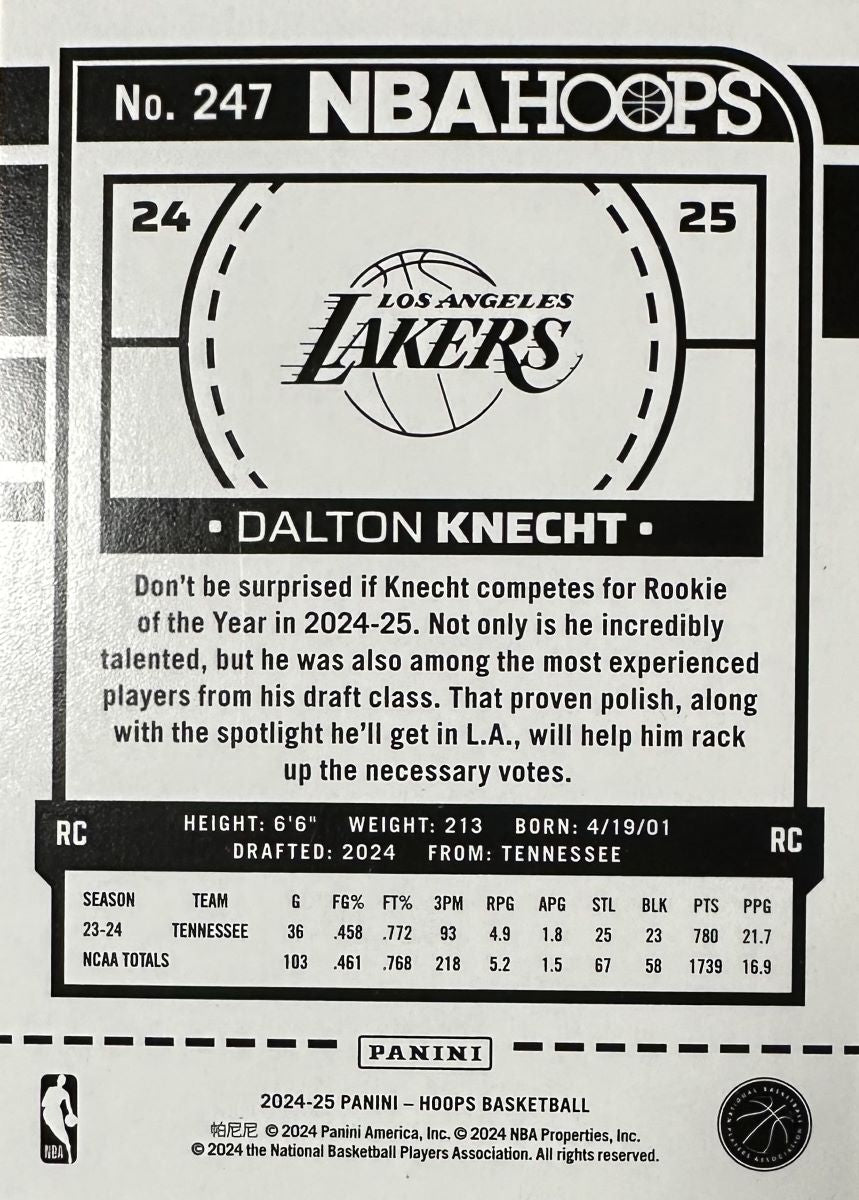 No. 247 NBA HOOPS
24 25
LOS ANGELES
LAKERS
• DALTON KNECHT •
Don't be surprised if Knecht competes for Rookie
of the Year in 2024-25. Not only is he incredibly
talented, but he was also among the most experienced
players from his draft class. That proven polish, along
with the spotlight he'll get in L.A., will help him rack
up the necessary votes.
RC HEIGHT: 6'6" WEIGHT: 213 BORN: 4/19/01 RC
DRAFTED: 2024 FROM: TENNESSEE
SEASON TEAM G FG% FT% 3PM RPG APG STL BLK PTS PPG
23-24 TENNESSEE 36 .458 .772 93 4.9 1.8 25 23 780 21.7
NCAA TOTALS 103 .461 .768 218 5.2 1.5 67 58 1739 16.9
PANINI
2024-25 PANINI – HOOPS BASKETBALL
帕尼尼 © 2024 Panini America, Inc. © 2024 NBA Properties, Inc.
© 2024 the National Basketball Players Association. All rights reserved.
NBA
NATIONAL BASKETBALL
PLAYERS ASSOCIATION